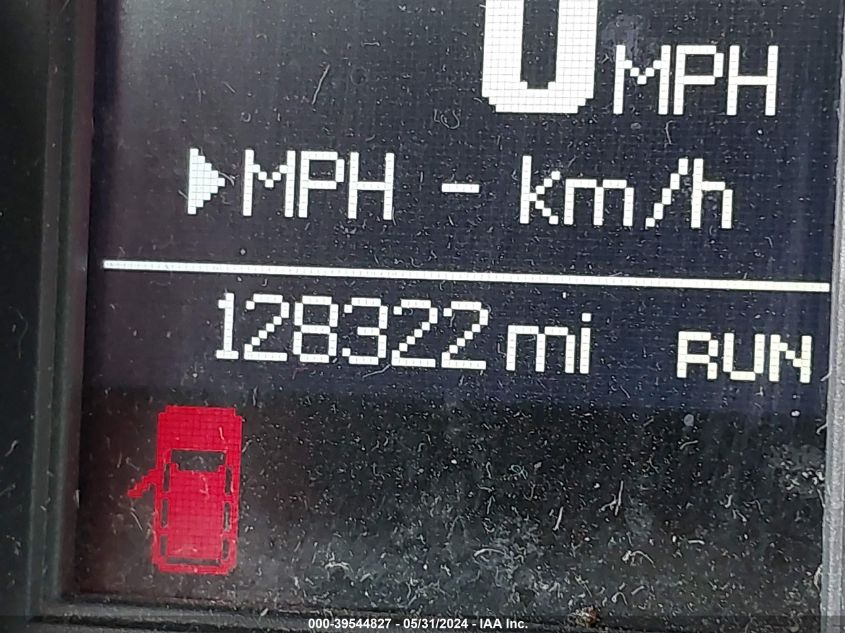 0 MPH
MPH - km/h
128322 mi RUN
000-39544827 - 05/31/2024 - IAA Inc.